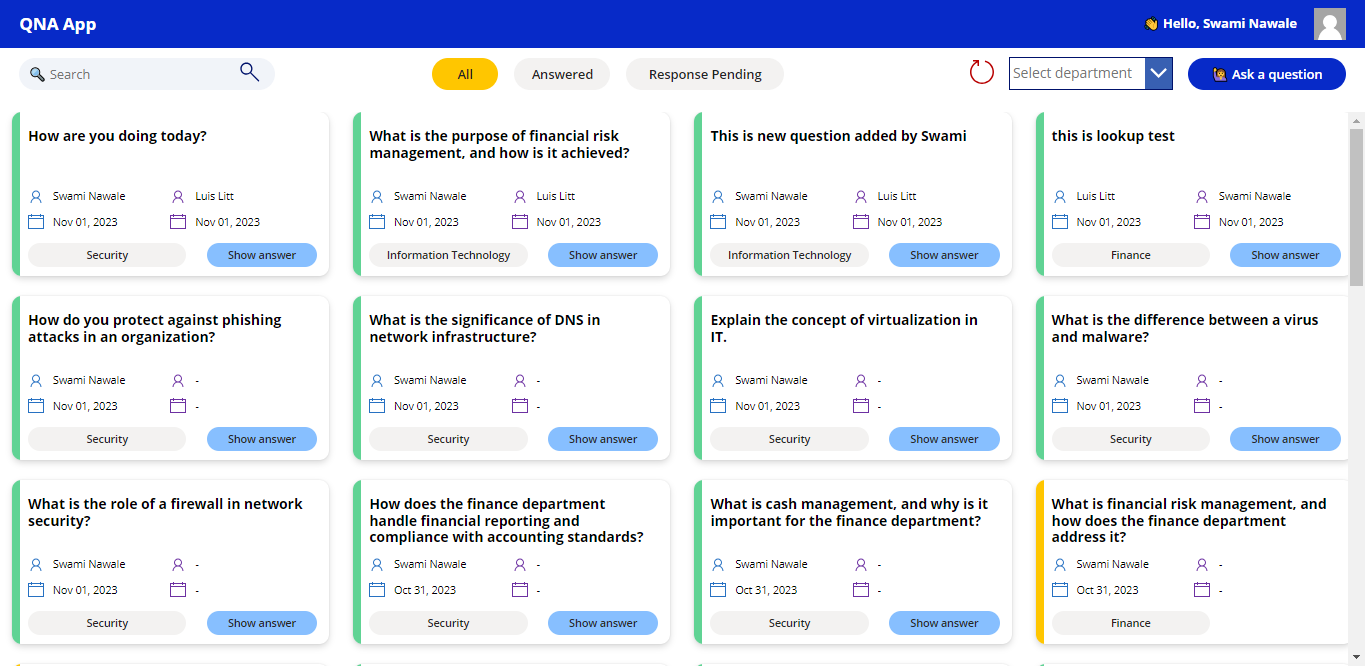 QNA App
👋 Hello, Swami Nawale
🔍 Search
All
Answered
Response Pending
Select department
🙋 Ask a question
How are you doing today?
Swami Nawale
Luis Litt
Nov 01, 2023
Nov 01, 2023
Security
Show answer
What is the purpose of financial risk
management, and how is it achieved?
Swami Nawale
Luis Litt
Nov 01, 2023
Nov 01, 2023
Information Technology
Show answer
This is new question added by Swami
Swami Nawale
Luis Litt
Nov 01, 2023
Nov 01, 2023
Information Technology
Show answer
this is lookup test
Luis Litt
Swami Nawale
Nov 01, 2023
Nov 01, 2023
Finance
Show answer
How do you protect against phishing
attacks in an organization?
Swami Nawale
-
Nov 01, 2023
-
Security
Show answer
What is the significance of DNS in
network infrastructure?
Swami Nawale
-
Nov 01, 2023
-
Security
Show answer
Explain the concept of virtualization in
IT.
Swami Nawale
-
Nov 01, 2023
-
Security
Show answer
What is the difference between a virus
and malware?
Swami Nawale
-
Nov 01, 2023
-
Security
Show answer
What is the role of a firewall in network
security?
Swami Nawale
-
Nov 01, 2023
-
Security
Show answer
How does the finance department
handle financial reporting and
compliance with accounting standards?
Swami Nawale
-
Oct 31, 2023
-
Security
Show answer
What is cash management, and why is it
important for the finance department?
Swami Nawale
-
Oct 31, 2023
-
Security
Show answer
What is financial risk management, and
how does the finance department
address it?
Swami Nawale
-
Oct 31, 2023
-
Finance